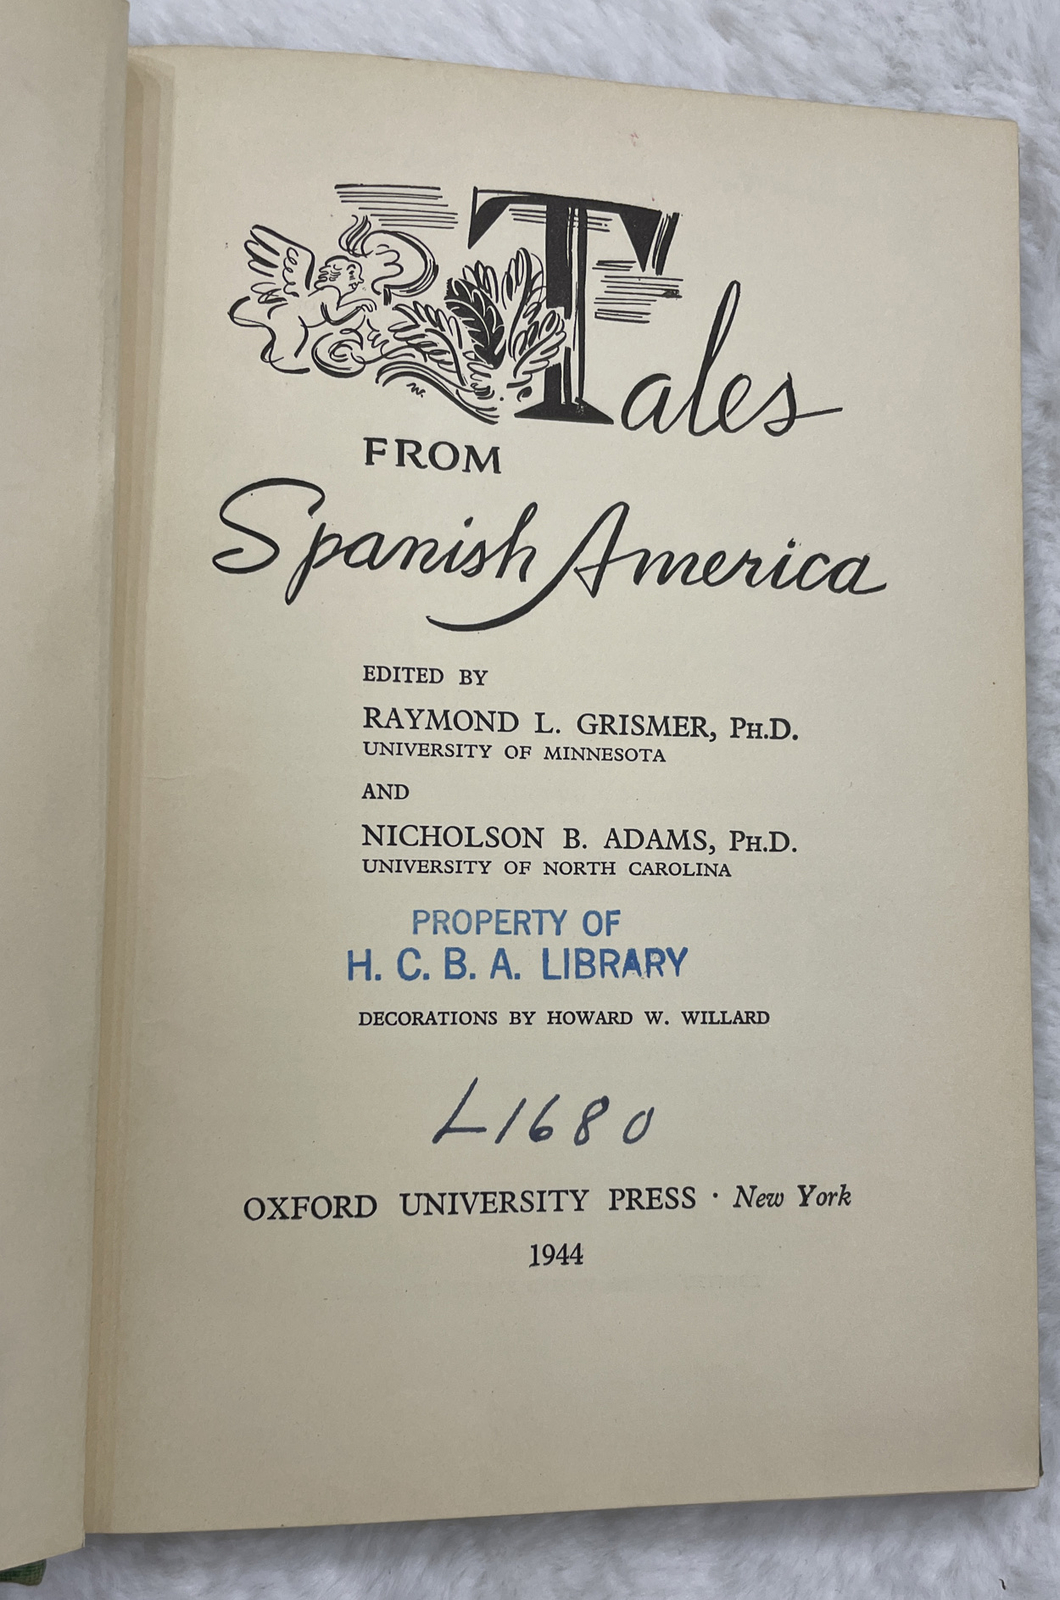 Tales
FROM
Spanish America
EDITED BY
RAYMOND L. GRISMER, PH.D.
UNIVERSITY OF MINNESOTA
AND
NICHOLSON B. ADAMS, PH.D.
UNIVERSITY OF NORTH CAROLINA
PROPERTY OF
H. C. B. A. LIBRARY
DECORATIONS BY HOWARD W. WILLARD
L1680
OXFORD UNIVERSITY PRESS · New York
1944